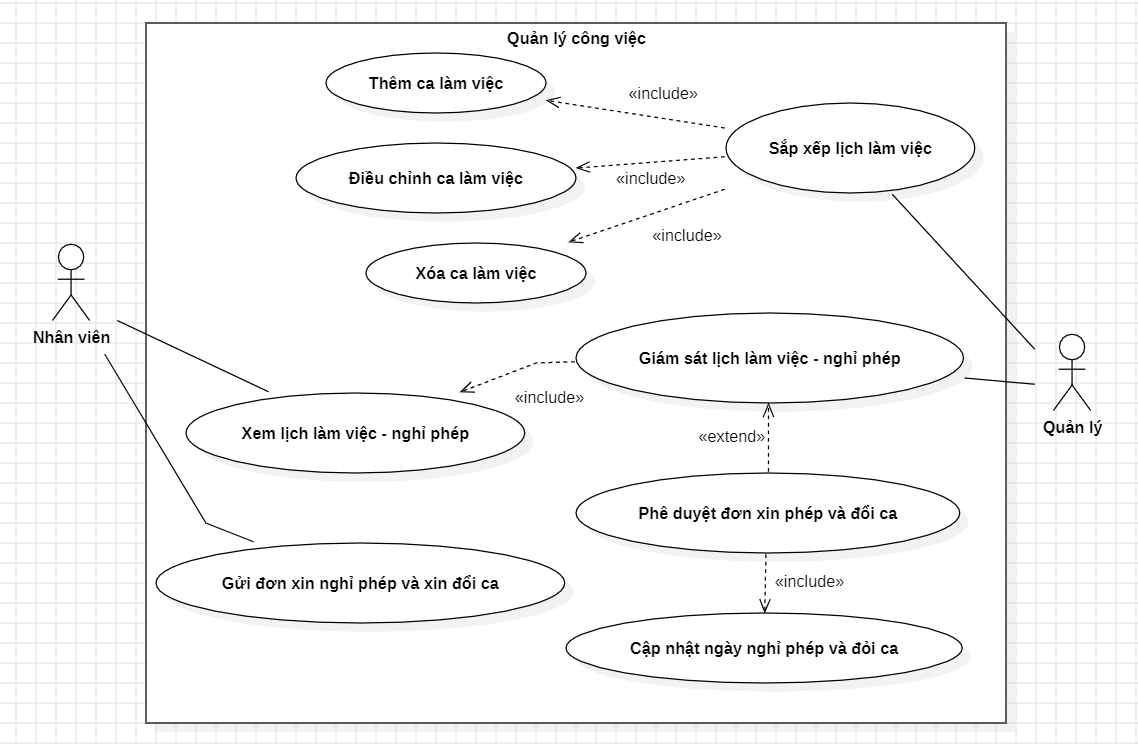 Quản lý công việc
Thêm ca làm việc
«include»
Sắp xếp lịch làm việc
Điều chỉnh ca làm việc
«include»
«include»
Xóa ca làm việc
Nhân viên
Giám sát lịch làm việc - nghỉ phép
«include»
Quản lý
Xem lịch làm việc - nghỉ phép
«extend»
Phê duyệt đơn xin phép và đổi ca
Gửi đơn xin nghỉ phép và xin đổi ca
«include»
Cập nhật ngày nghỉ phép và đỏi ca